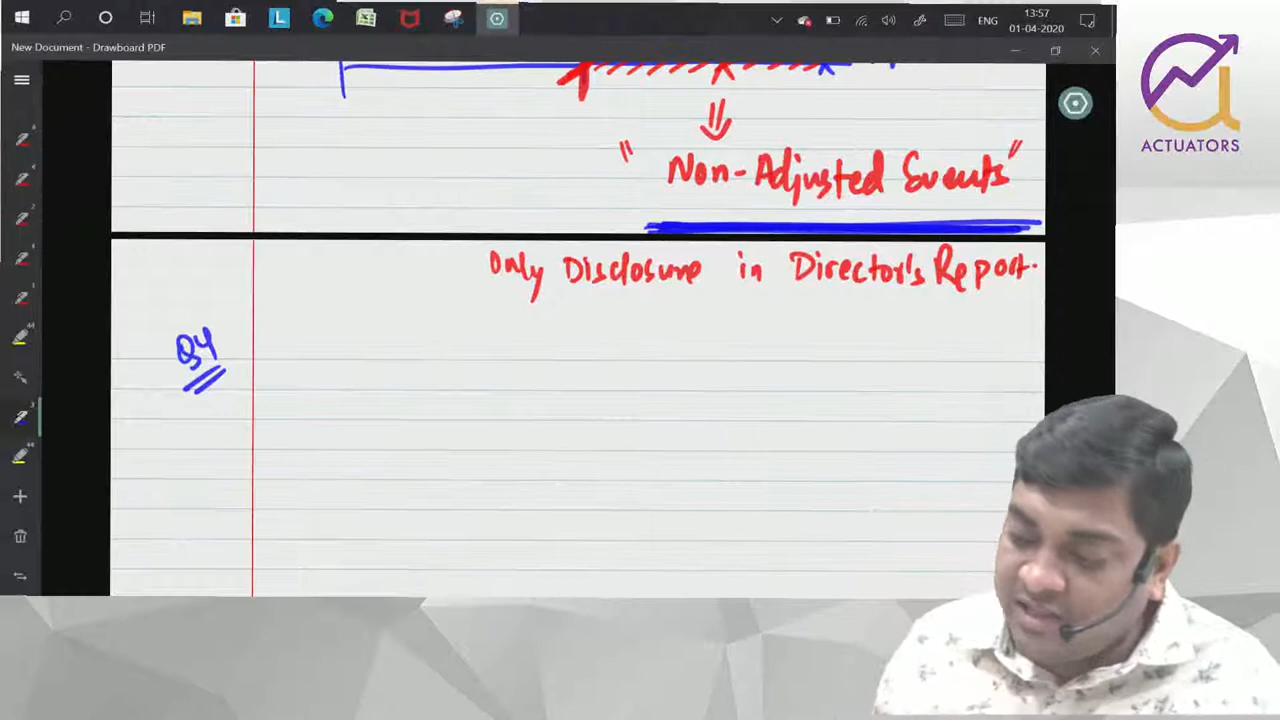 ENG
13:57
01-04-2020
New Document - Drawboard PDF
ACTUATORS
" Non-Adjusted Events "
Only Disclosure in Director's Report.
Q4